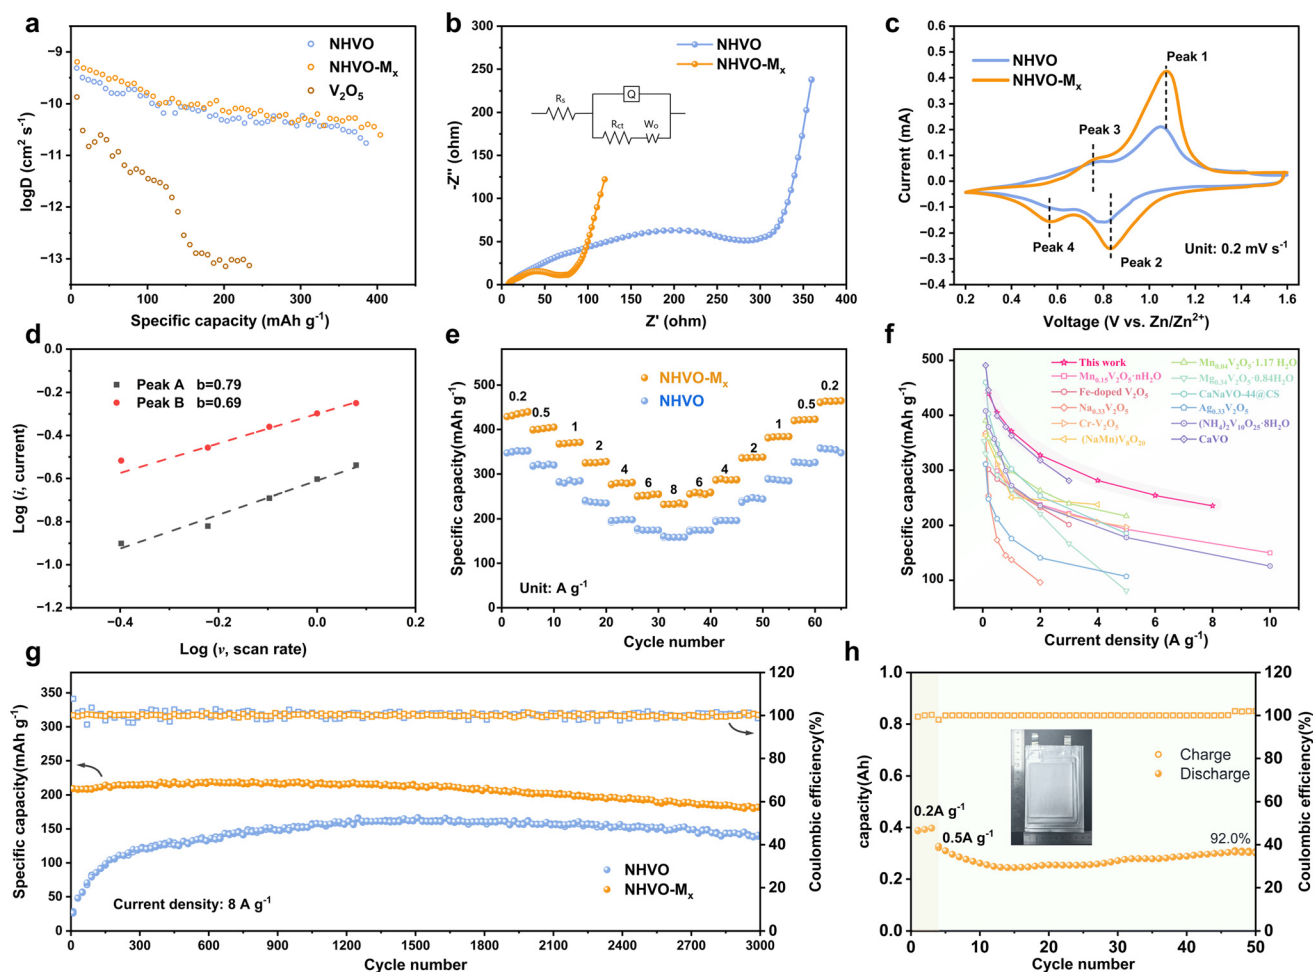 a
−9
−10
−11
−12
−13
0
100
200
300
400
logD (cm² s⁻¹)
Specific capacity (mAh g⁻¹)
NHVO
NHVO-Mₓ
V₂O₅
b
300
250
200
150
100
50
0
0
50
100
150
200
250
300
350
400
-Z'' (ohm)
Z' (ohm)
NHVO
NHVO-Mₓ
Rₛ
Q
R_ct
Wₒ
c
0.6
0.5
0.4
0.3
0.2
0.1
0.0
−0.1
−0.2
−0.3
−0.4
0.2
0.4
0.6
0.8
1.0
1.2
1.4
1.6
Current (mA)
Voltage (V vs. Zn/Zn²⁺)
NHVO
NHVO-Mₓ
Peak 1
Peak 3
Peak 4
Peak 2
Unit: 0.2 mV s⁻¹
d
0.0
−0.2
−0.4
−0.6
−0.8
−1.0
−1.2
−0.4
−0.2
0.0
0.2
Log (i, current)
Log (v, scan rate)
Peak A b=0.79
Peak B b=0.69
e
500
400
300
200
100
0
0
10
20
30
40
50
60
Specific capacity(mAh g⁻¹)
Cycle number
NHVO-Mₓ
NHVO
0.2
0.5
1
2
4
6
8
6
4
2
1
0.5
0.2
Unit: A g⁻¹
f
500
400
300
200
100
0
2
4
6
8
10
Specific capacity(mAh g⁻¹)
Current density (A g⁻¹)
This work
Mn₀.₁₅V₂O₅·nH₂O
Fe-doped V₂O₅
Na₀.₃₃V₂O₅
Cr-V₂O₅
(NaMn)V₈O₂₀
Mn₀.₀₄V₂O₅·1.17 H₂O
Mg₀.₃₄V₂O₅·0.84H₂O
CaNaVO-44@CS
Ag₀.₃₃V₂O₅
(NH₄)₂V₁₀O₂₅·8H₂O
CaVO
g
350
300
250
200
150
100
50
0
0
300
600
900
1200
1500
1800
2100
2400
2700
3000
120
100
80
60
40
20
0
Specific capacity(mAh g⁻¹)
Coulombic efficiency(%)
Cycle number
NHVO
NHVO-Mₓ
Current density: 8 A g⁻¹
h
1.0
0.8
0.6
0.4
0.2
0.0
0
10
20
30
40
50
120
100
80
60
40
20
0
capacity(Ah)
Coulombic efficiency(%)
Cycle number
Charge
Discharge
0.2A g⁻¹
0.5A g⁻¹
92.0%